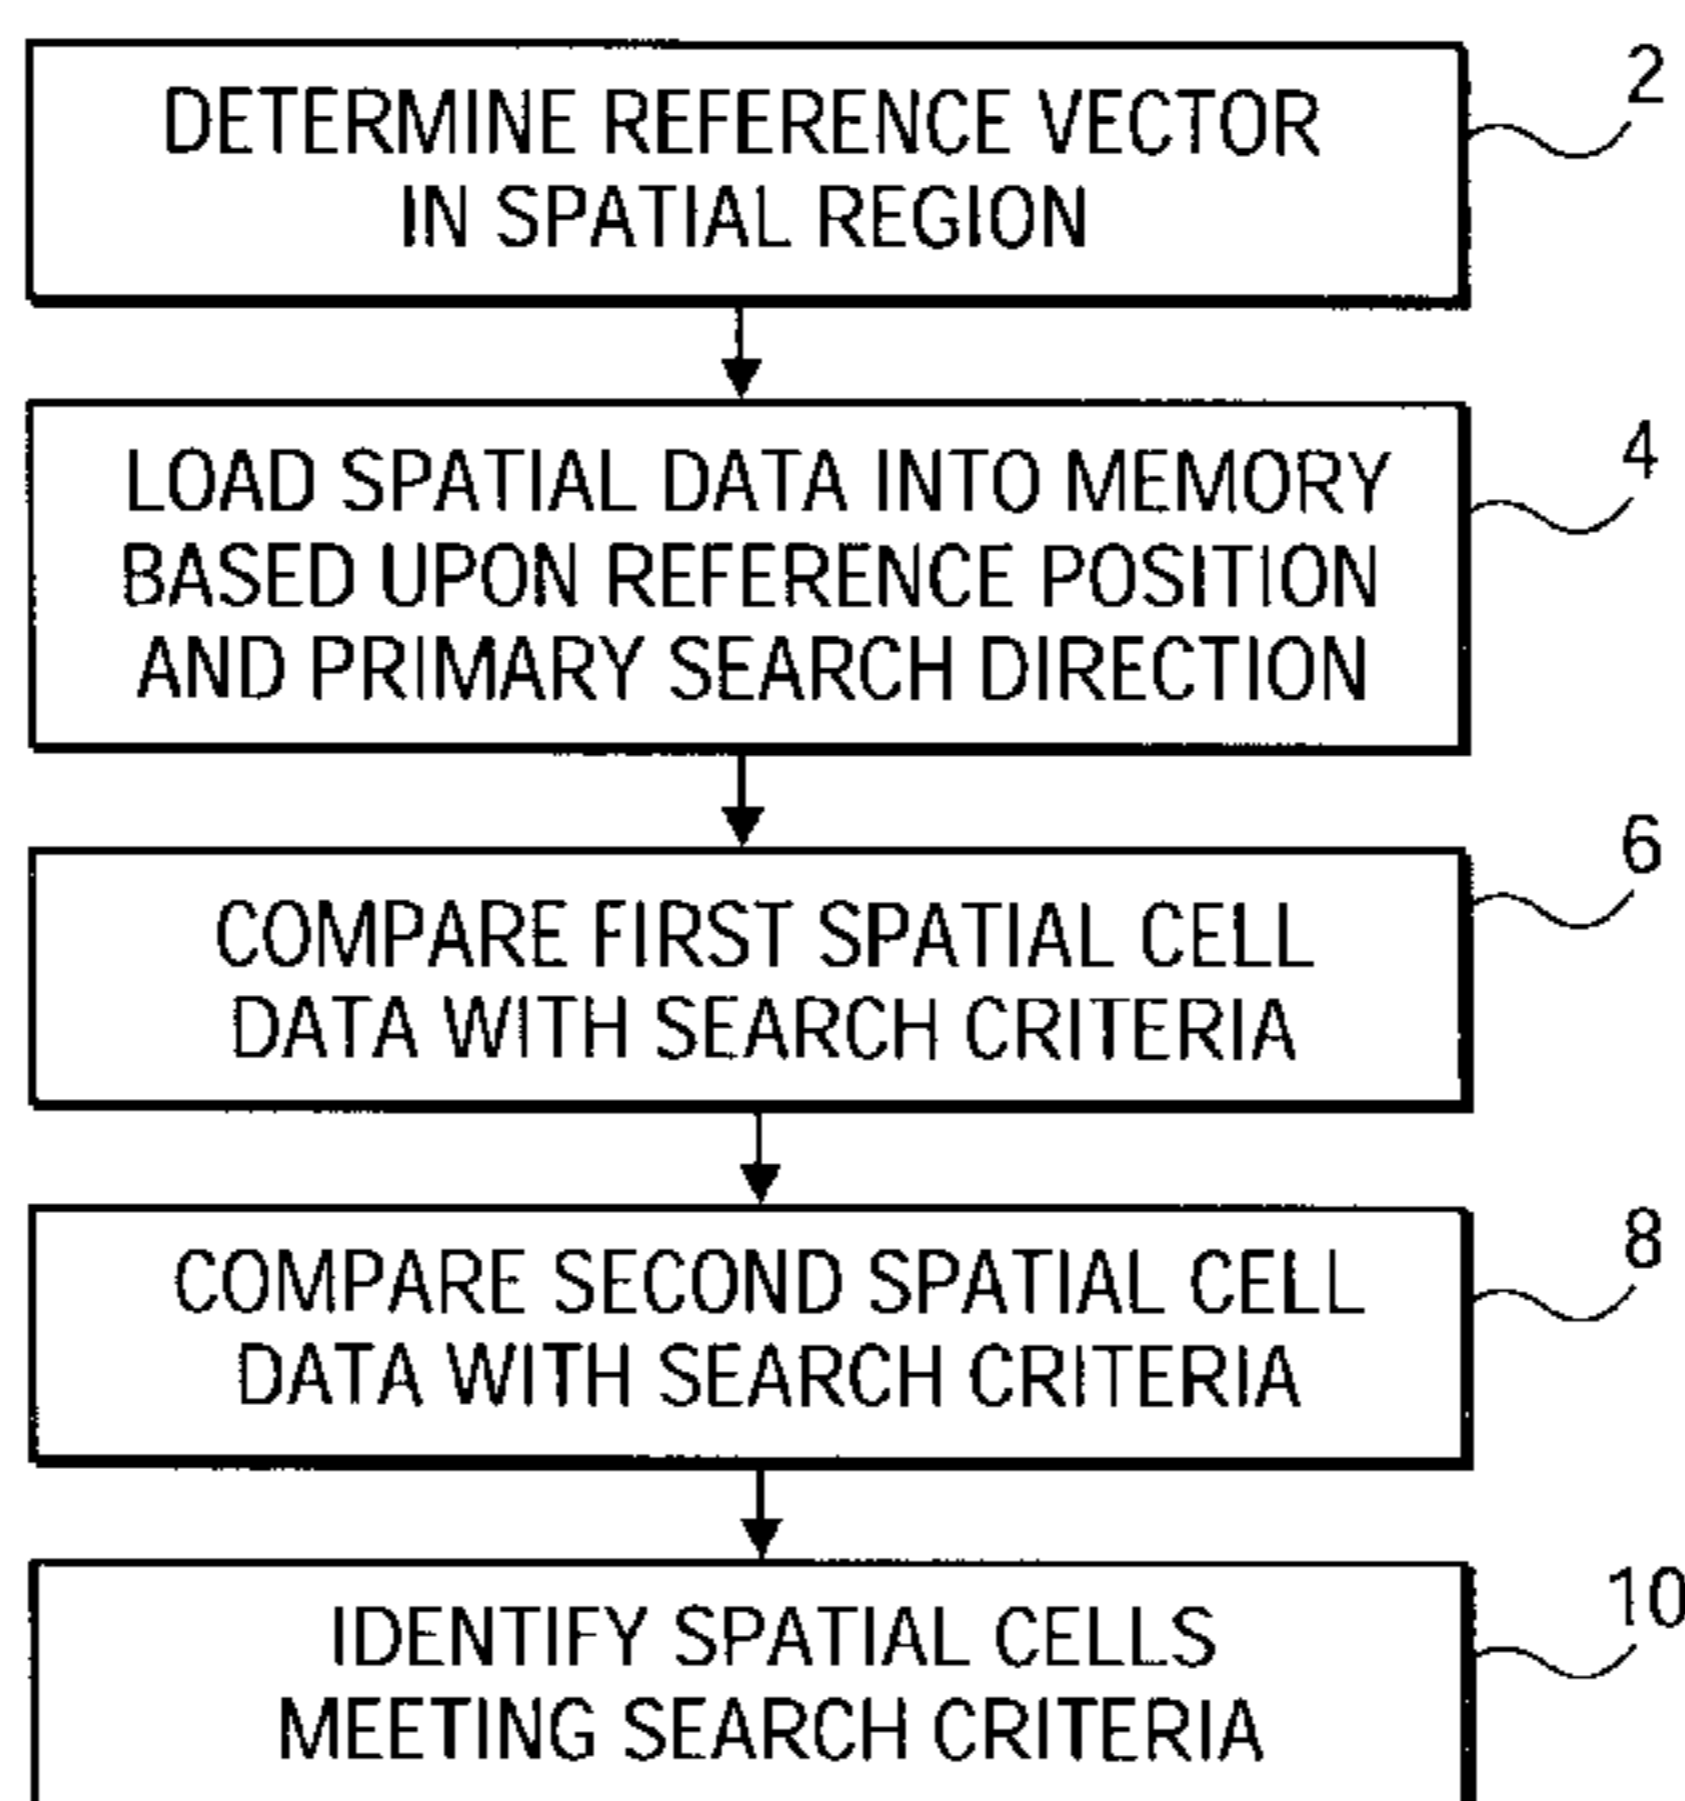 DETERMINE REFERENCE VECTOR
IN SPATIAL REGION
2
LOAD SPATIAL DATA INTO MEMORY
BASED UPON REFERENCE POSITION
AND PRIMARY SEARCH DIRECTION
4
COMPARE FIRST SPATIAL CELL
DATA WITH SEARCH CRITERIA
6
COMPARE SECOND SPATIAL CELL
DATA WITH SEARCH CRITERIA
8
IDENTIFY SPATIAL CELLS
MEETING SEARCH CRITERIA
10